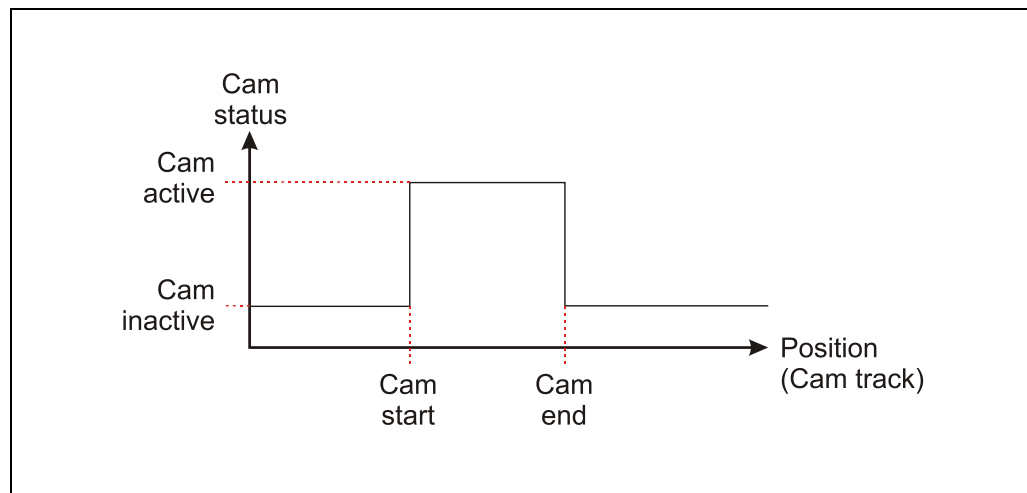 Cam
status
Cam
active
Cam
inactive
Position
(Cam track)
Cam
start
Cam
end